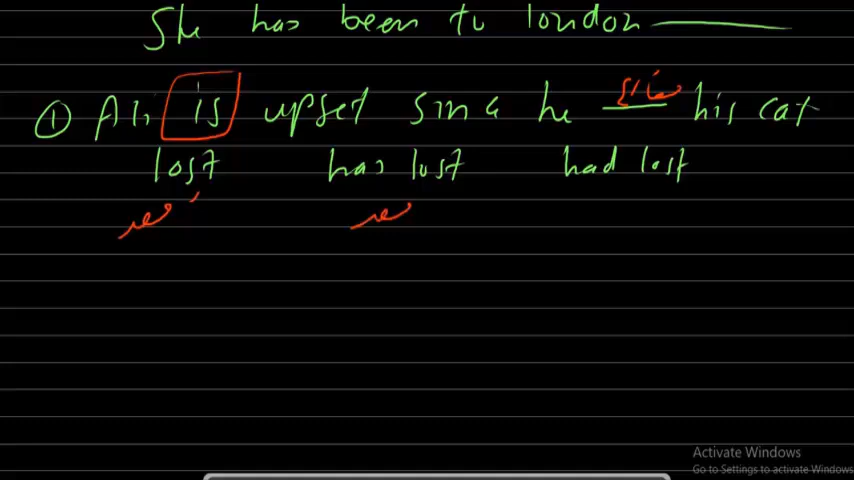 She has been to london
① Ali is upset since he ____ his cat
lost has lost had lost
Activate Windows
Go to Settings to activate Windows.